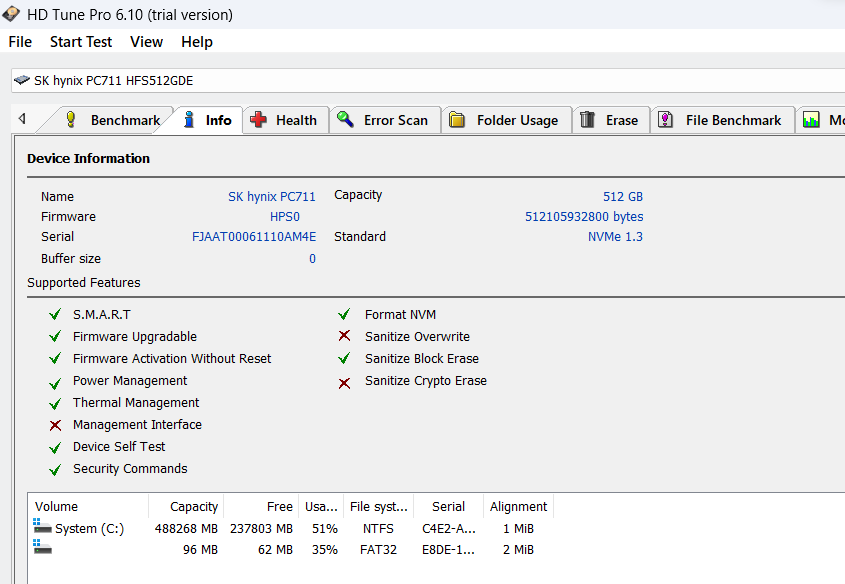 HD Tune Pro 6.10 (trial version)
File Start Test View Help
SK hynix PC711 HFS512GDE
Benchmark Info Health Error Scan Folder Usage Erase File Benchmark Mo
Device Information
Name SK hynix PC711 Capacity 512 GB
Firmware HPS0 512105932800 bytes
Serial FJAAT00061110AM4E Standard NVMe 1.3
Buffer size 0
Supported Features
S.M.A.R.T Format NVM
Firmware Upgradable Sanitize Overwrite
Firmware Activation Without Reset Sanitize Block Erase
Power Management Sanitize Crypto Erase
Thermal Management
Management Interface
Device Self Test
Security Commands
Volume Capacity Free Usa... File syst... Serial Alignment
System (C:) 488268 MB 237803 MB 51% NTFS C4E2-A... 1 MiB
96 MB 62 MB 35% FAT32 E8DE-1... 2 MiB